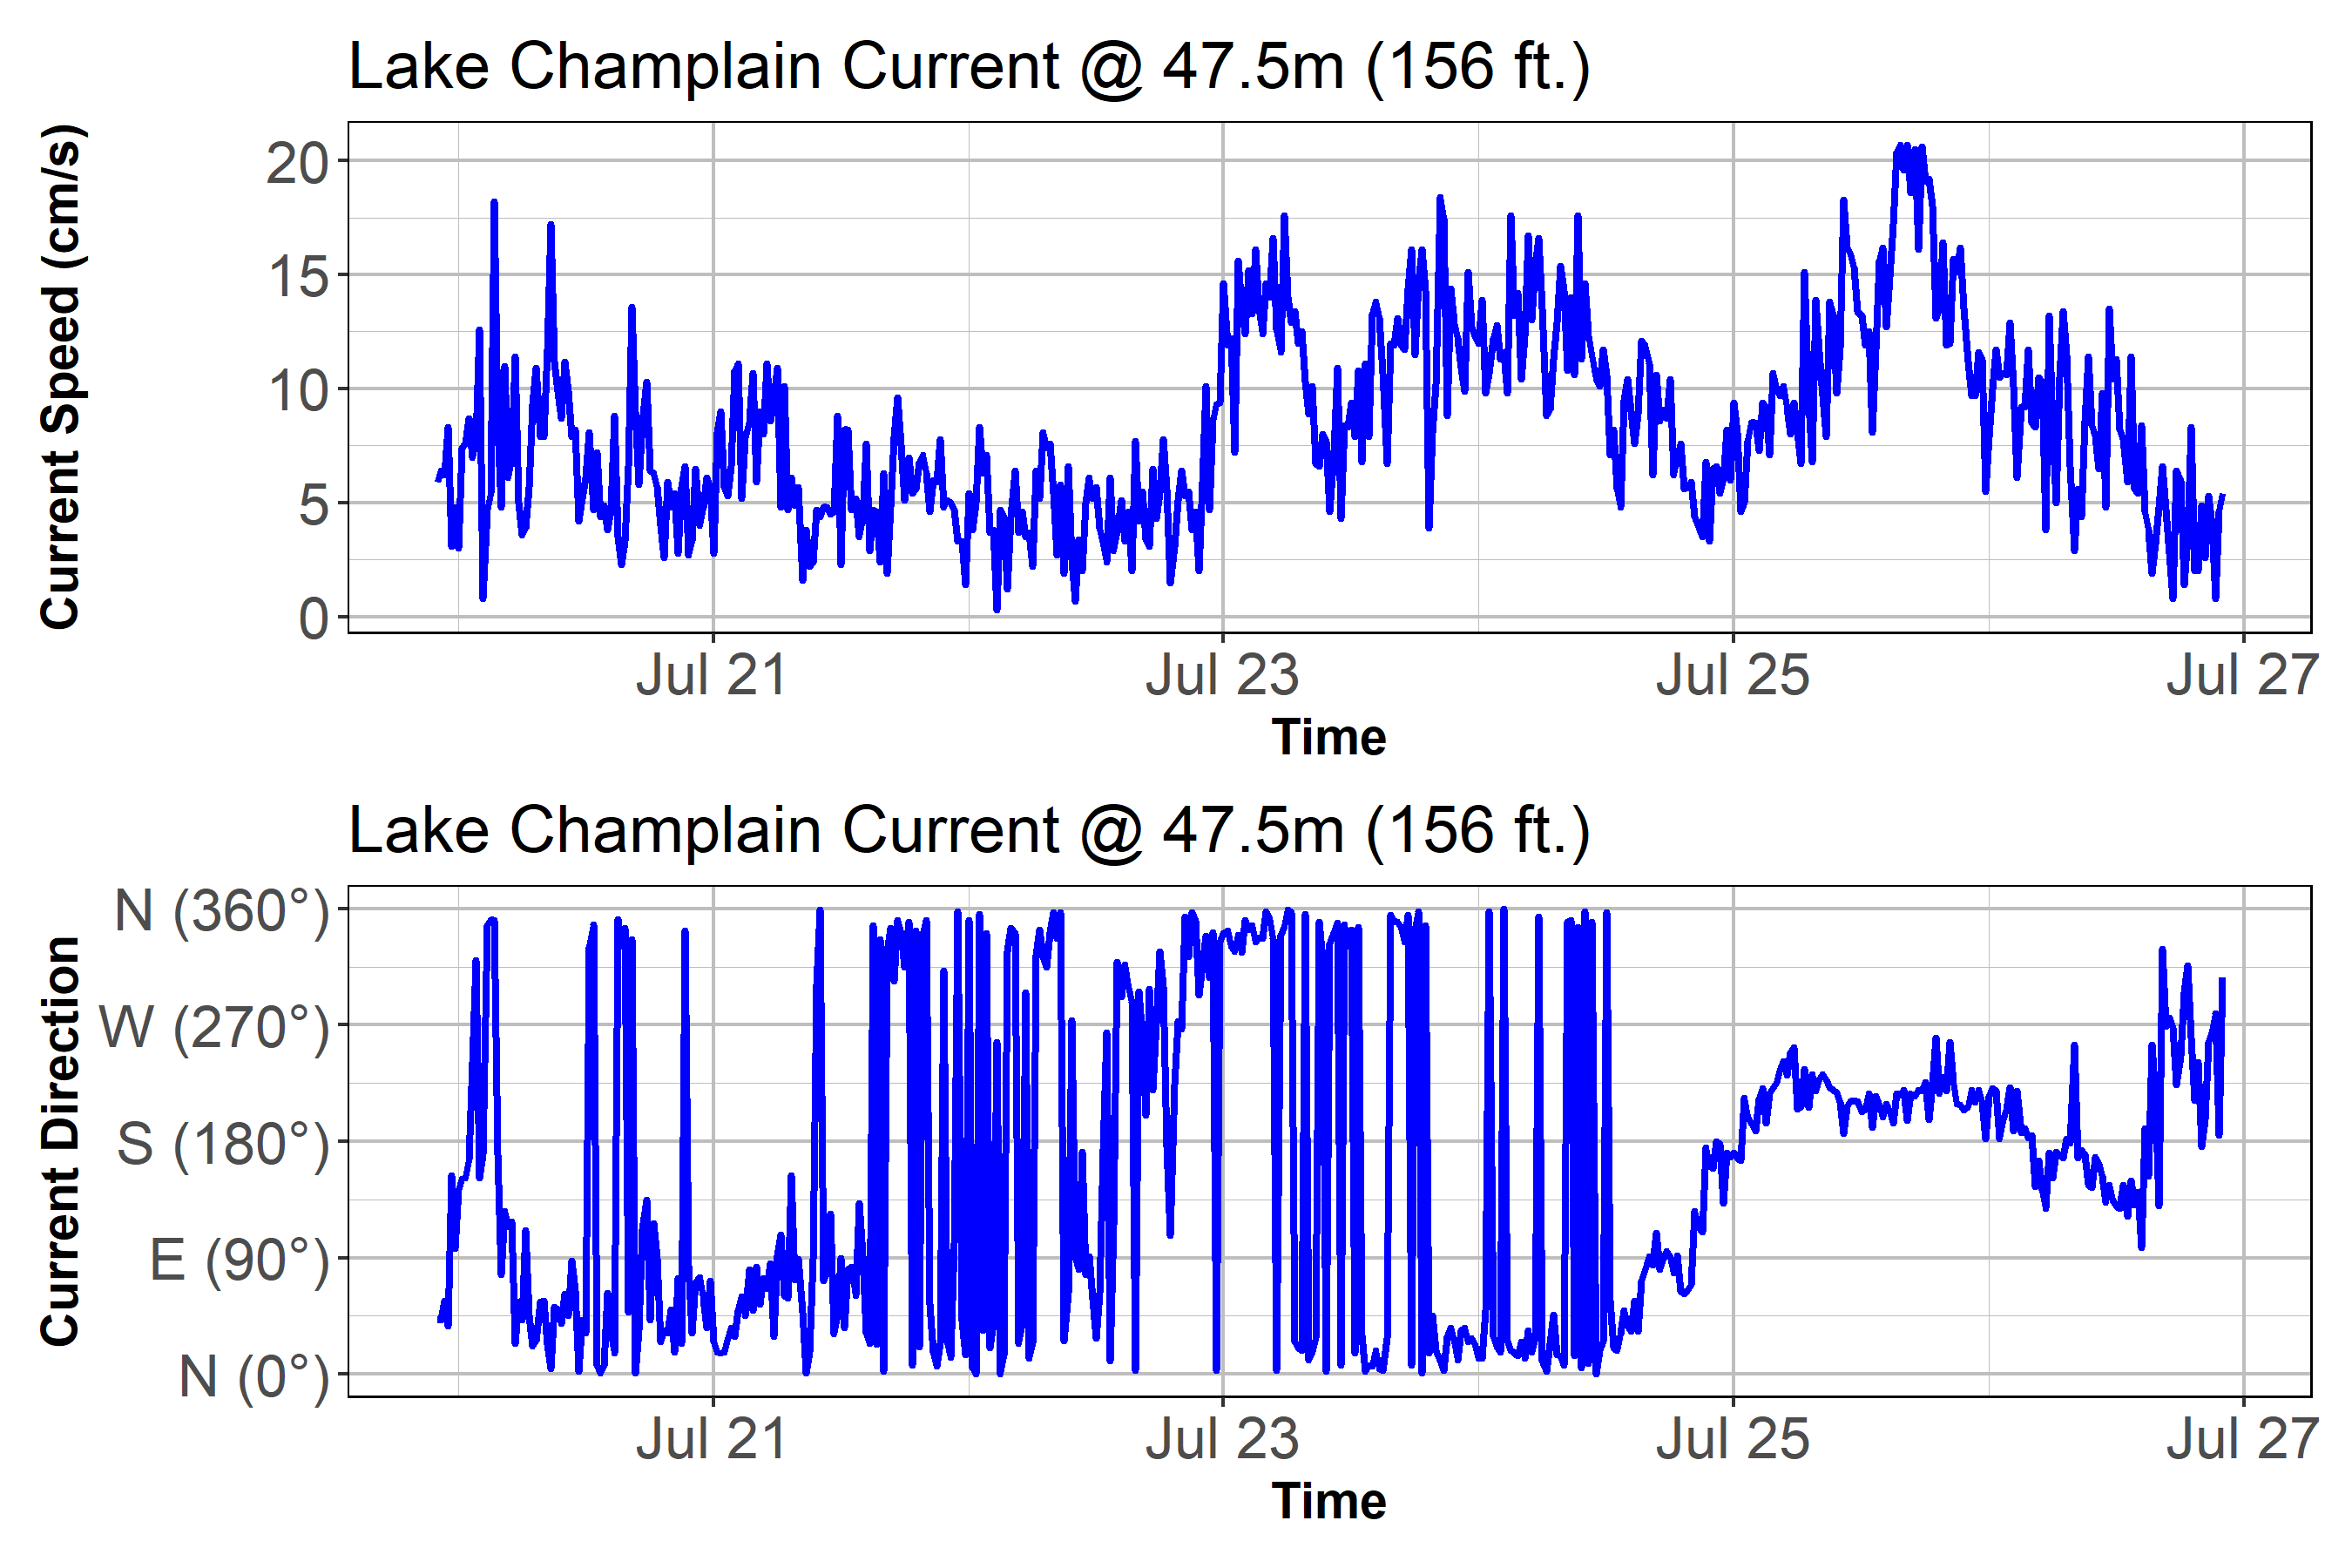 Lake Champlain Current @ 47.5m (156 ft.)
Current Speed (cm/s)
20
15
10
5
0
Jul 21 Jul 23 Jul 25 Jul 27
Time
Lake Champlain Current @ 47.5m (156 ft.)
Current Direction
N (360°)
W (270°)
S (180°)
E (90°)
N (0°)
Jul 21 Jul 23 Jul 25 Jul 27
Time